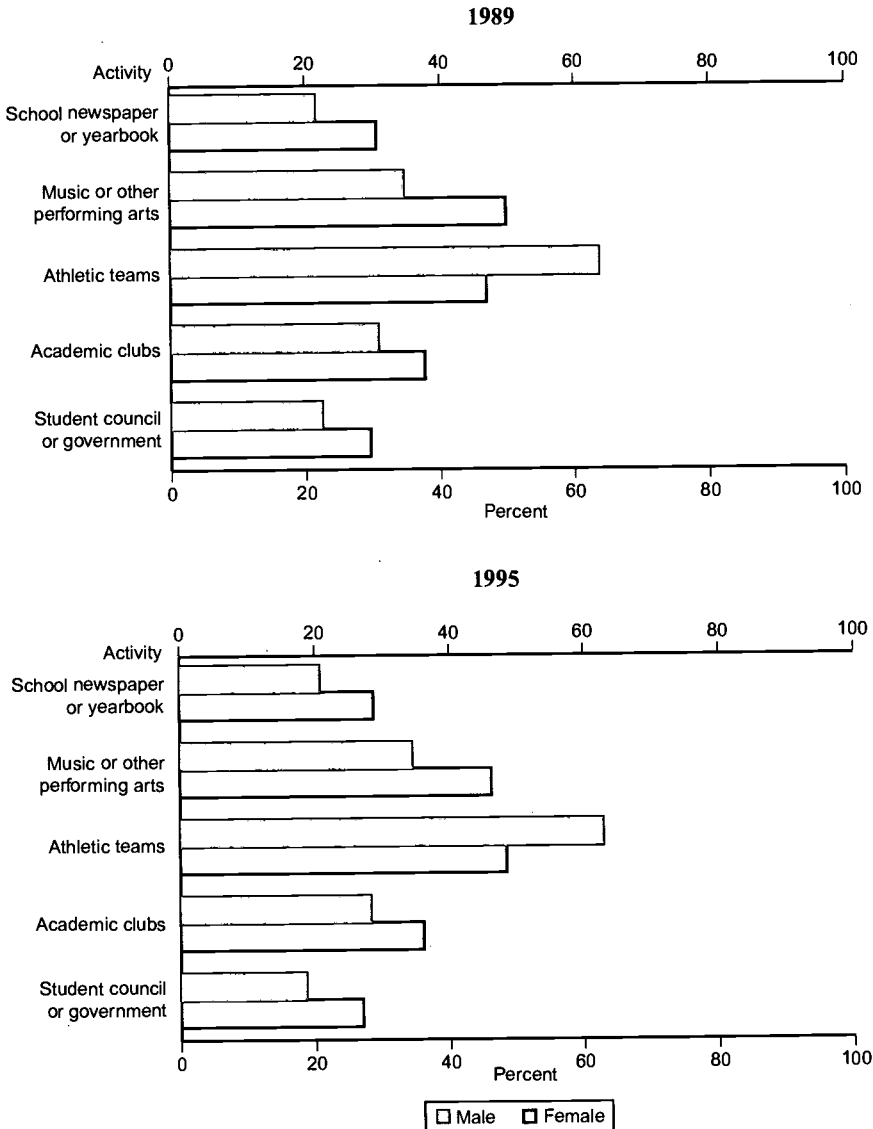 1989
0 20 40 60 80 100
Activity
School newspaper
or yearbook
Music or other
performing arts
Athletic teams
Academic clubs
Student council
or government
0 20 40 60 80 100
Percent
1995
0 20 40 60 80 100
Activity
School newspaper
or yearbook
Music or other
performing arts
Athletic teams
Academic clubs
Student council
or government
0 20 40 60 80 100
Percent
Male Female